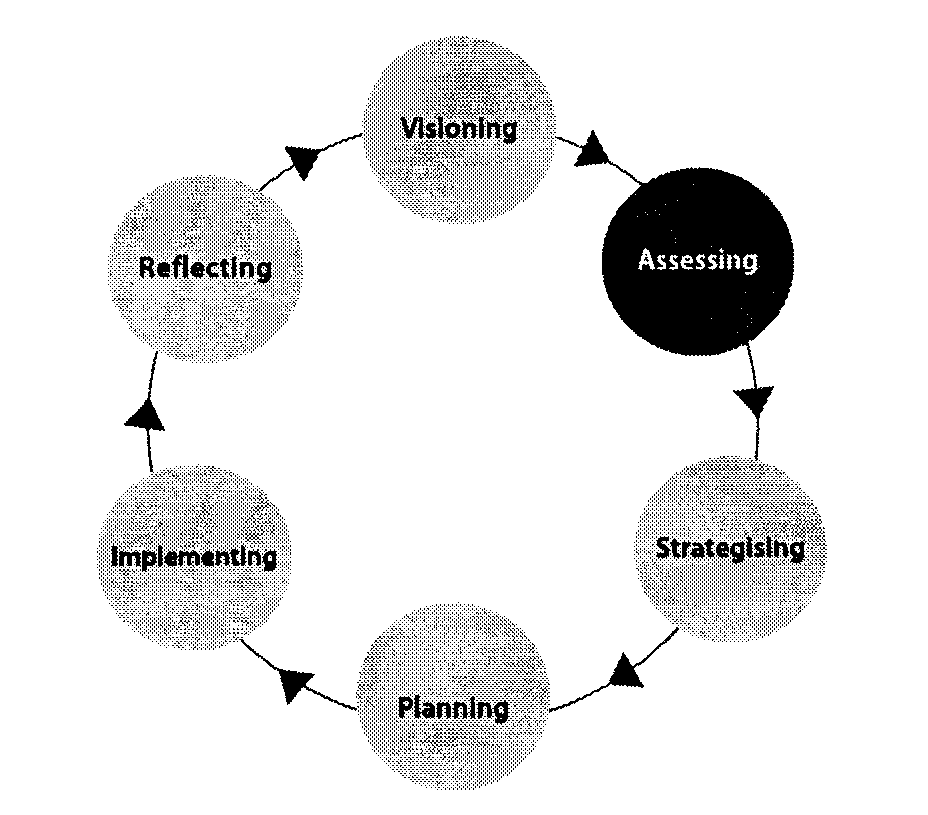 Visioning
Assessing
Strategising
Planning
Implementing
Reflecting